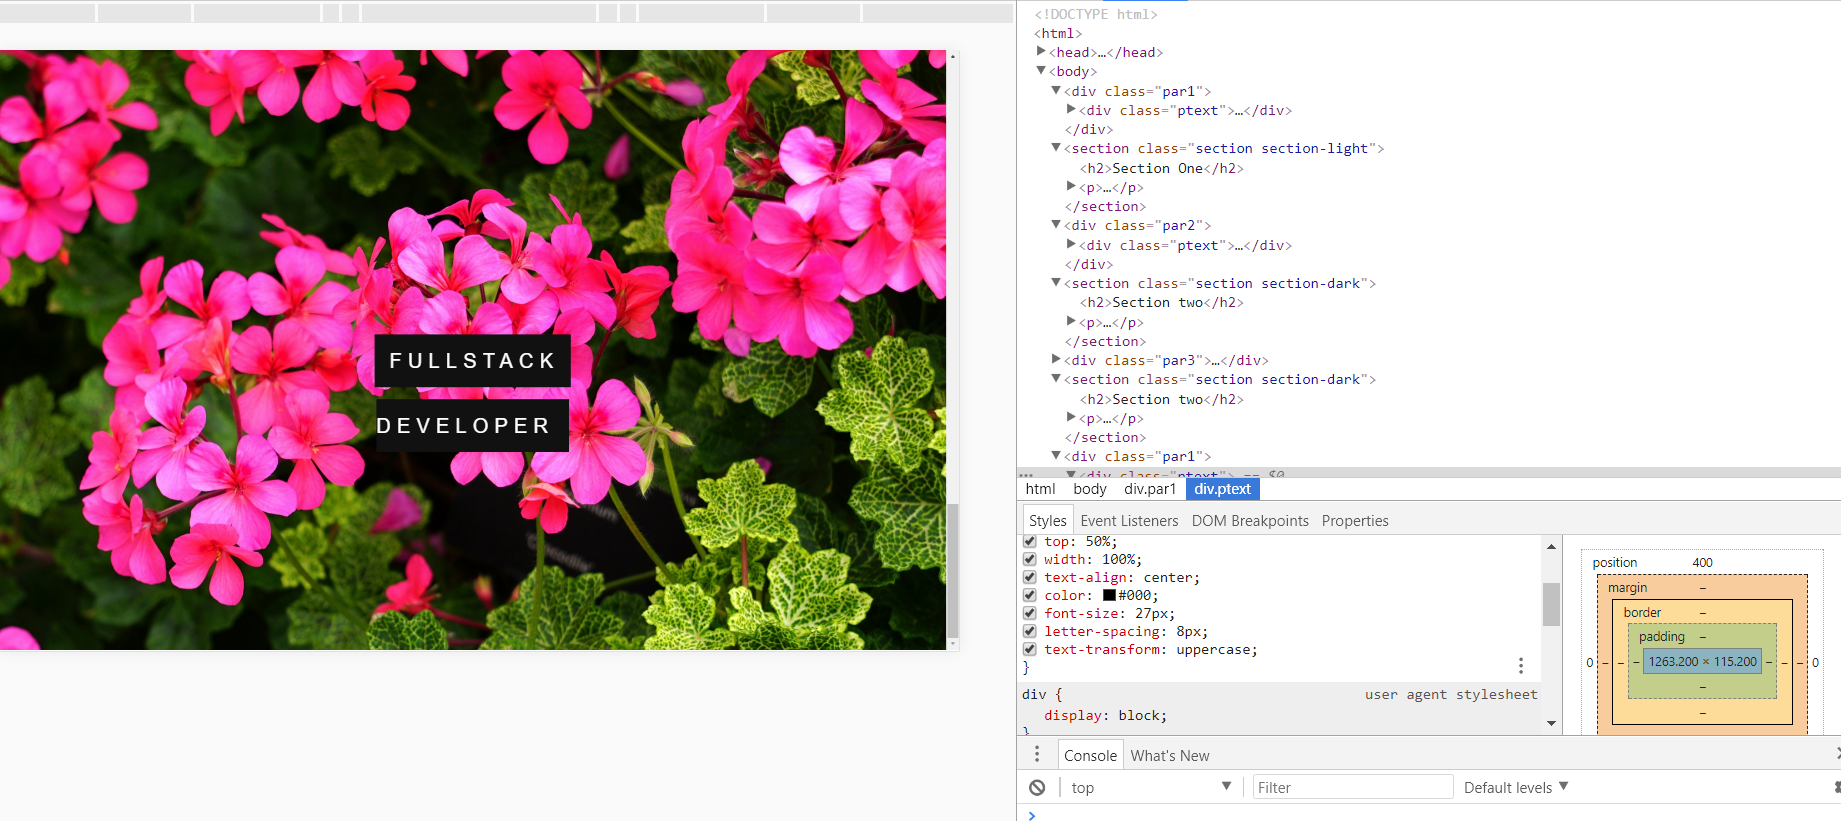 FULLSTACK
DEVELOPER
<!DOCTYPE html>
<html>
<head>…</head>
<body>
<div class="par1">
<div class="ptext">…</div>
</div>
<section class="section section-light">
<h2>Section One</h2>
<p>…</p>
</section>
<div class="par2">
<div class="ptext">…</div>
</div>
<section class="section section-dark">
<h2>Section two</h2>
<p>…</p>
</section>
<div class="par3">…</div>
<section class="section section-dark">
<h2>Section two</h2>
<p>…</p>
</section>
<div class="par1">
<div class="ptext"> == $0
html body div.par1 div.ptext
Styles Event Listeners DOM Breakpoints Properties
top: 50%;
width: 100%;
text-align: center;
color: #000;
font-size: 27px;
letter-spacing: 8px;
text-transform: uppercase;
}
div { user agent stylesheet
display: block;
}
position 400
margin –
border –
padding –
0 – – – 1263.200 × 115.200 – – – 0
–
–
Console What's New
top Filter Default levels